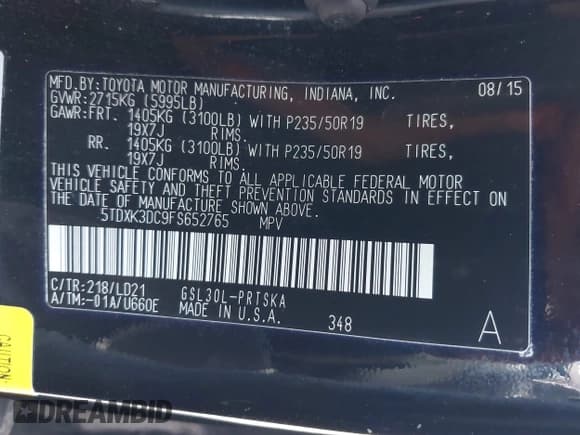 MFD.BY:TOYOTA MOTOR MANUFACTURING, INDIANA, INC. 08/15
GVWR:2715KG (5995LB)
GAWR:FRT. 1405KG (3100LB) WITH P235/50R19 TIRES,
19X7J RIMS,
RR. 1405KG (3100LB) WITH P235/50R19 TIRES,
19X7J RIMS.
THIS VEHICLE CONFORMS TO ALL APPLICABLE FEDERAL MOTOR
VEHICLE SAFETY AND THEFT PREVENTION STANDARDS IN EFFECT ON
THE DATE OF MANUFACTURE SHOWN ABOVE.
5TDXK3DC9FS652765 MPV
C/TR:218/LD21 GSL30L-PRTSKA
A/TM:-01A/U660E MADE IN U.S.A. 348 A
CAUTION
DREAMBID